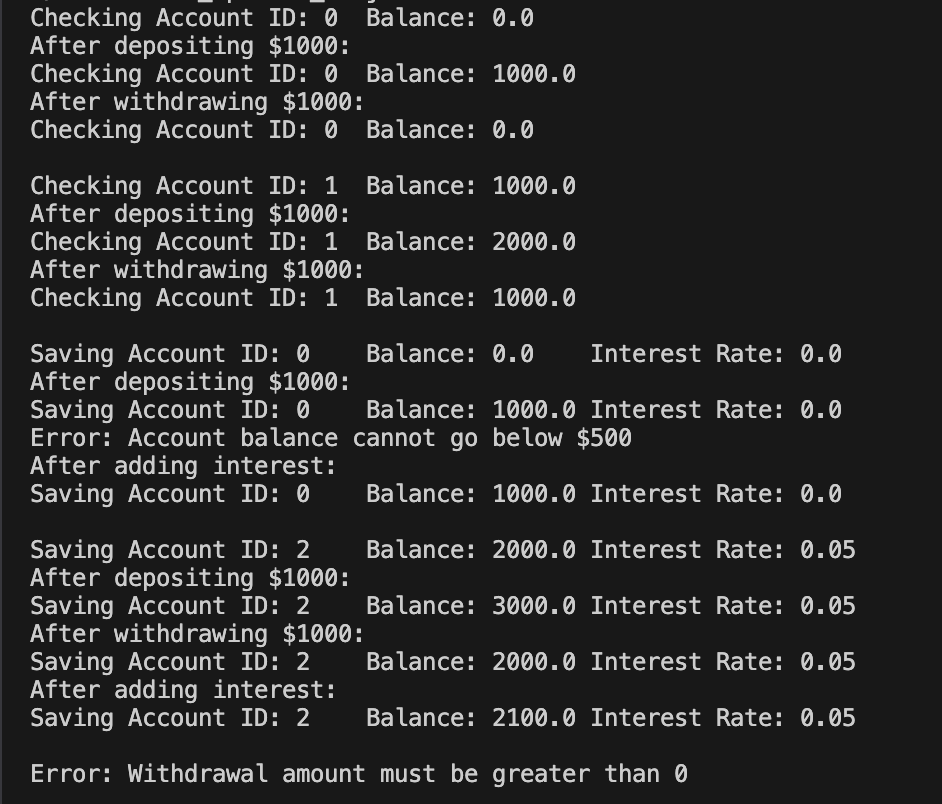 Checking Account ID: 0  Balance: 0.0
After depositing $1000:
Checking Account ID: 0  Balance: 1000.0
After withdrawing $1000:
Checking Account ID: 0  Balance: 0.0

Checking Account ID: 1  Balance: 1000.0
After depositing $1000:
Checking Account ID: 1  Balance: 2000.0
After withdrawing $1000:
Checking Account ID: 1  Balance: 1000.0

Saving Account ID: 0    Balance: 0.0    Interest Rate: 0.0
After depositing $1000:
Saving Account ID: 0    Balance: 1000.0 Interest Rate: 0.0
Error: Account balance cannot go below $500
After adding interest:
Saving Account ID: 0    Balance: 1000.0 Interest Rate: 0.0

Saving Account ID: 2    Balance: 2000.0 Interest Rate: 0.05
After depositing $1000:
Saving Account ID: 2    Balance: 3000.0 Interest Rate: 0.05
After withdrawing $1000:
Saving Account ID: 2    Balance: 2000.0 Interest Rate: 0.05
After adding interest:
Saving Account ID: 2    Balance: 2100.0 Interest Rate: 0.05

Error: Withdrawal amount must be greater than 0